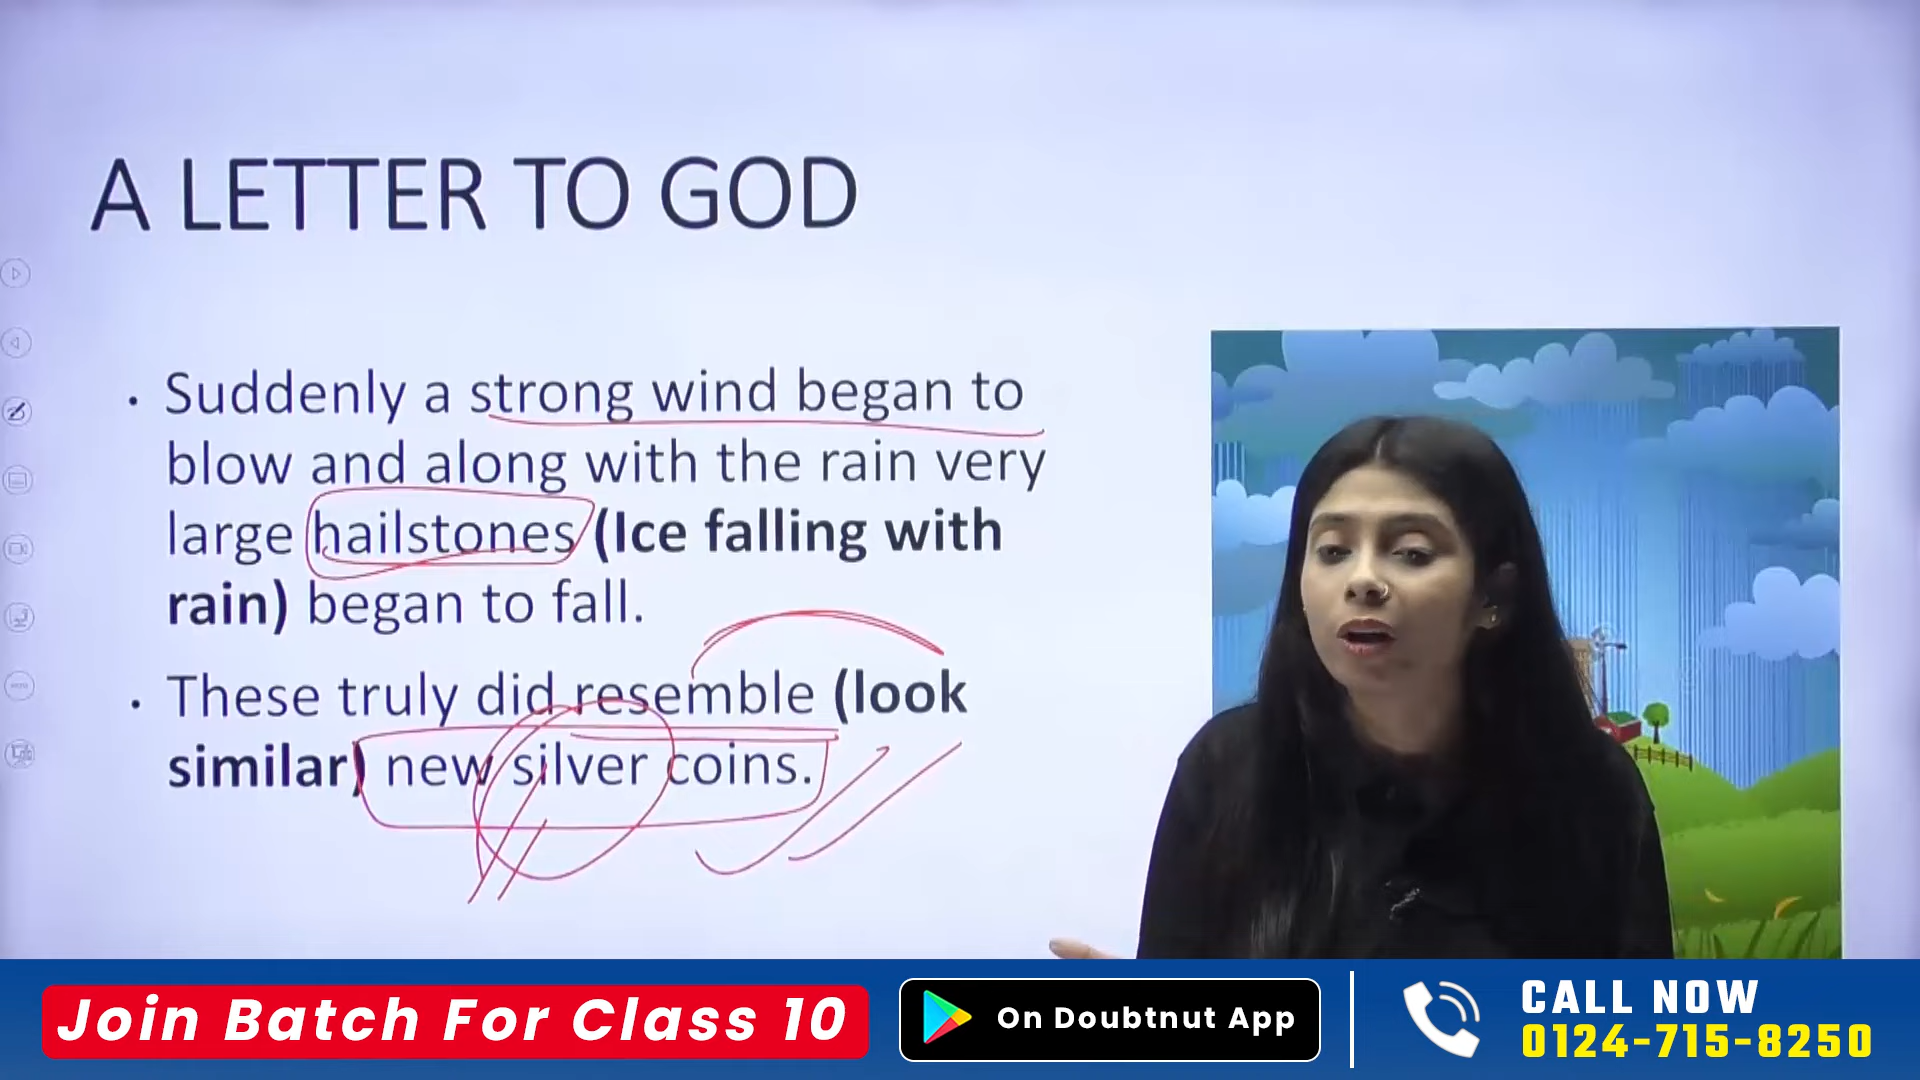 A LETTER TO GOD
• Suddenly a strong wind began to
blow and along with the rain very
large hailstones (Ice falling with
rain) began to fall.
• These truly did resemble (look
similar) new silver coins.
Join Batch For Class 10
On Doubtnut App
CALL NOW
0124-715-8250